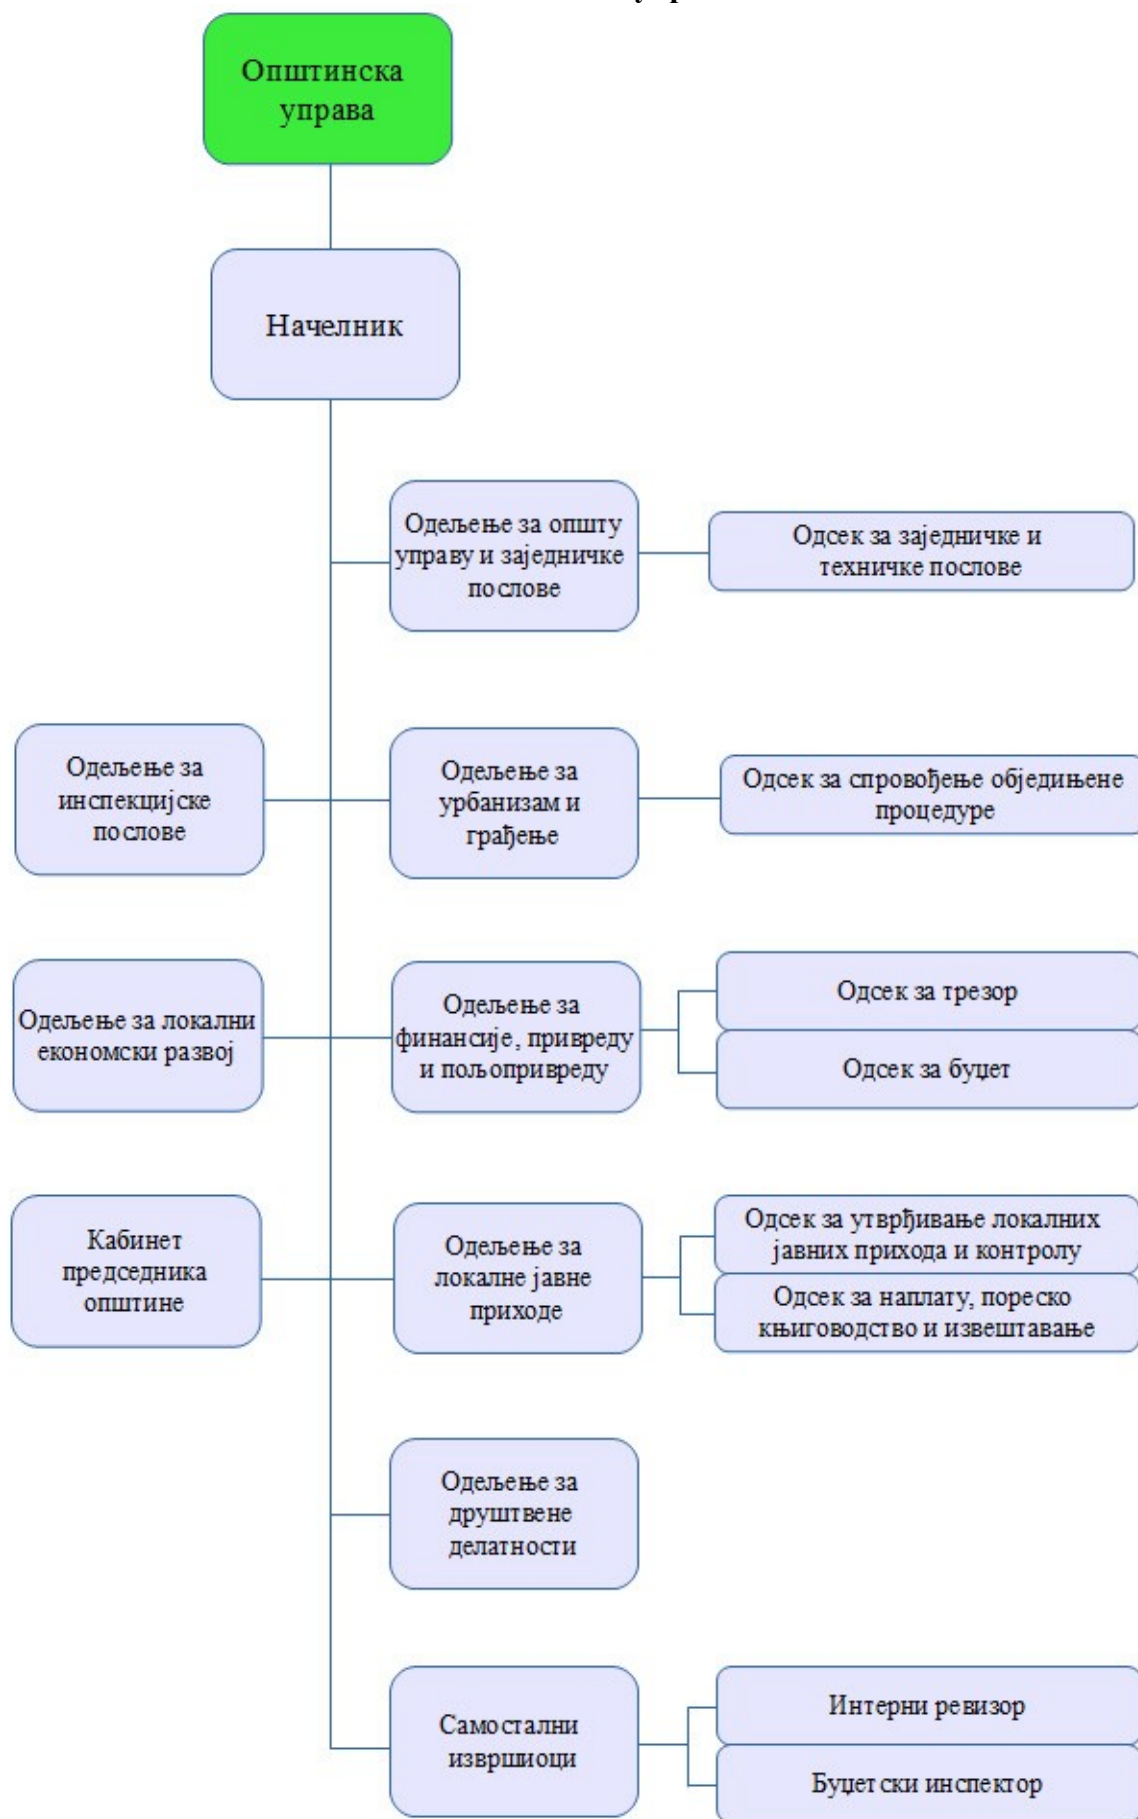 Општинска
управа
Начелник
Одељење за општу
управу и заједничке
послове
Одсек за заједничке и
техничке послове
Одељење за
инспекцијске
послове
Одељење за
урбанизам и
грађење
Одсек за спровођење обједињене
процедуре
Одељење за локални
економски развој
Одељење за
финансије, привреду
и пољопривреду
Одсек за трезор
Одсек за буџет
Кабинет
председника
општине
Одељење за
локалне јавне
приходе
Одсек за утврђивање локалних
јавних прихода и контролу
Одсек за наплату, пореско
књиговодство и извештавање
Одељење за
друштвене
делатности
Самостални
извршиоци
Интерни ревизор
Буџетски инспектор